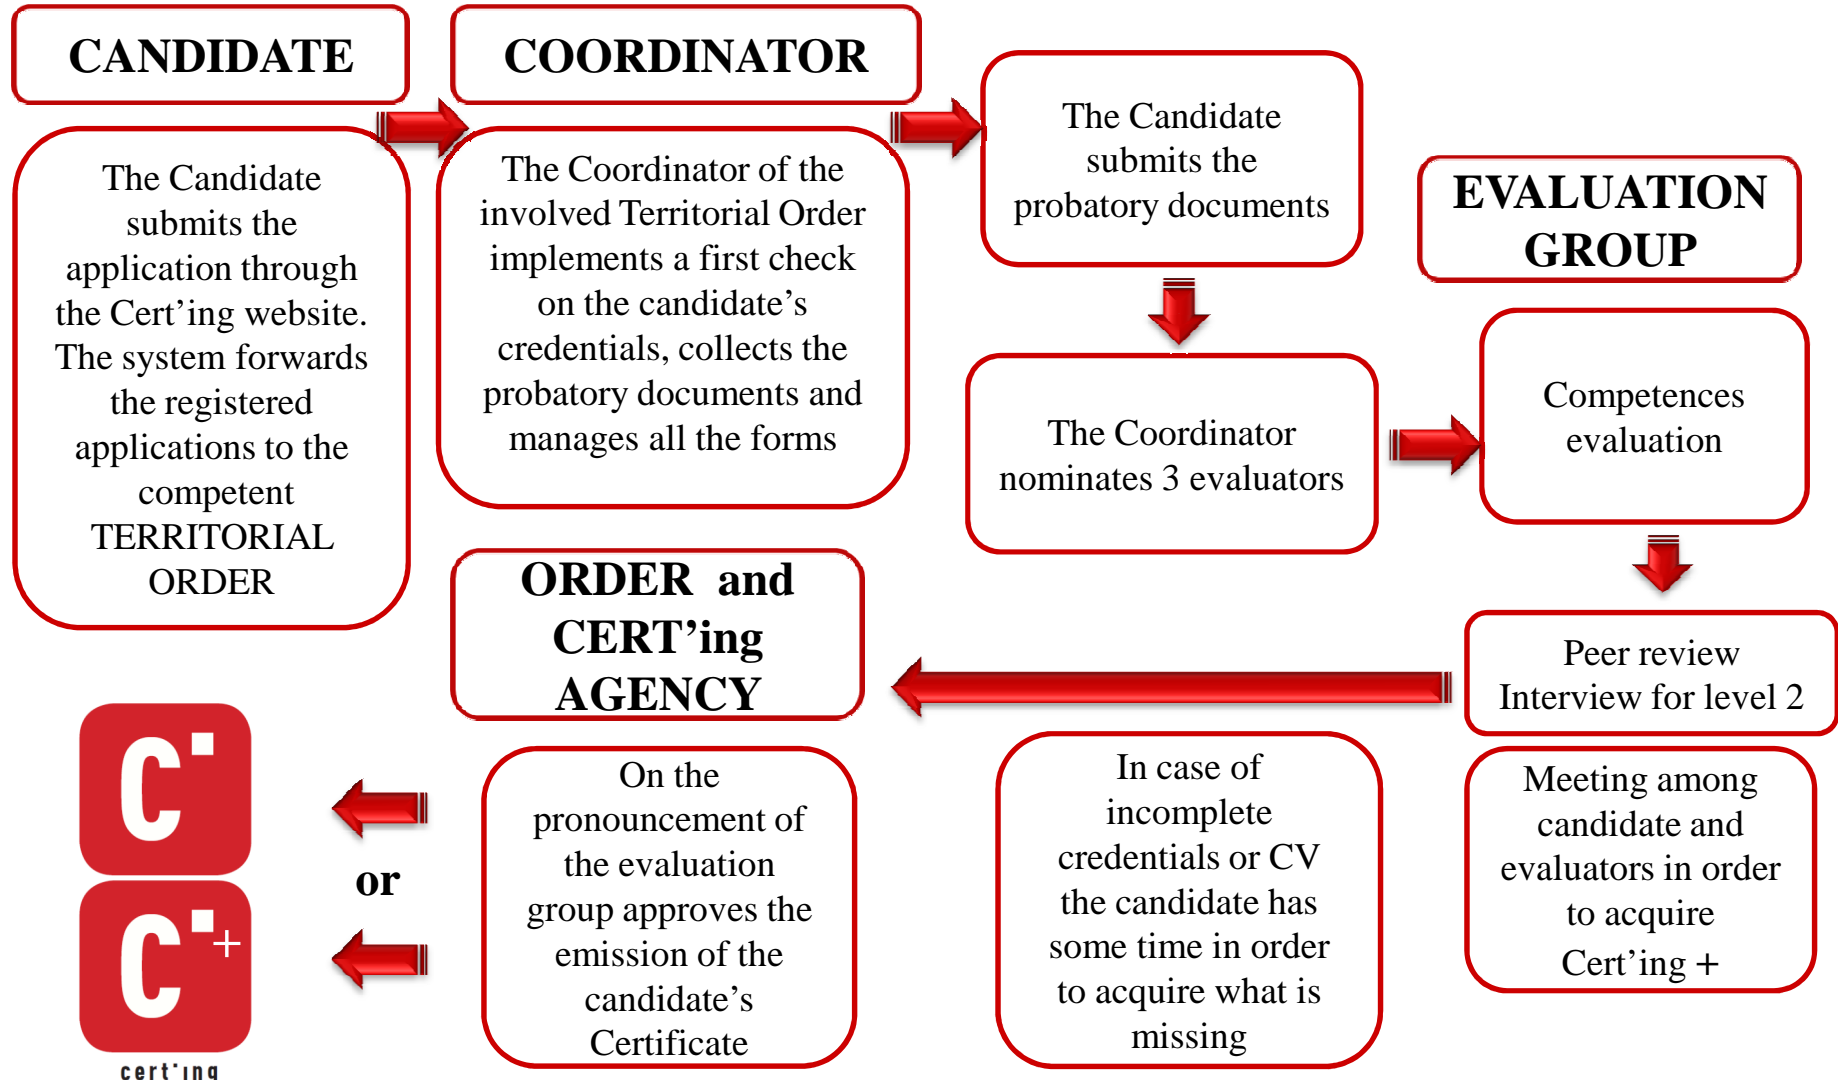 CANDIDATE
The Candidate
submits the
application through
the Cert’ing website.
The system forwards
the registered
applications to the
competent
TERRITORIAL
ORDER
COORDINATOR
The Coordinator of the
involved Territorial Order
implements a first check
on the candidate’s
credentials, collects the
probatory documents and
manages all the forms
The Candidate
submits the
probatory documents
The Coordinator
nominates 3 evaluators
EVALUATION
GROUP
Competences
evaluation
Peer review
Interview for level 2
Meeting among
candidate and
evaluators in order
to acquire
Cert’ing +
In case of
incomplete
credentials or CV
the candidate has
some time in order
to acquire what is
missing
ORDER and
CERT’ing
AGENCY
On the
pronouncement of
the evaluation
group approves the
emission of the
candidate’s
Certificate
C
or
C+
cert'ing